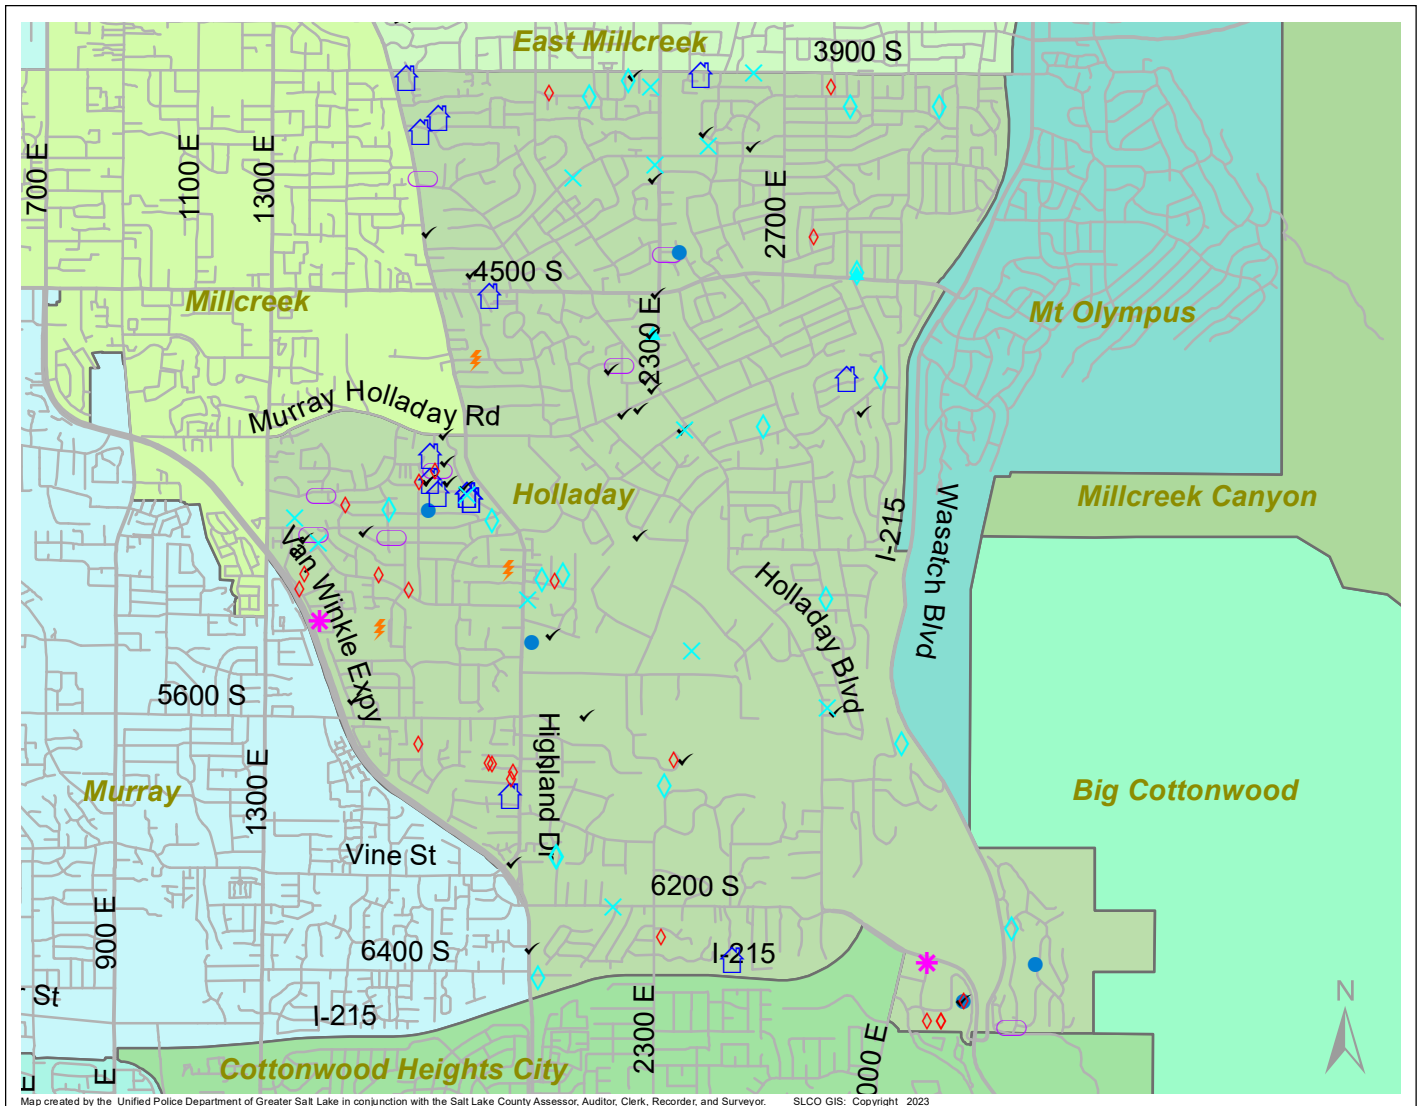 East Millcreek
3900 S
700 E
1100 E
1300 E
2700 E
4500 S
Millcreek
2300 E
Mt Olympus
Murray Holladay Rd
Holladay
Millcreek Canyon
I-215
Wasatch Blvd
Van Winkle Expy
Holladay Blvd
5600 S
Highland Dr
1300 E
Murray
Big Cottonwood
Vine St
6200 S
900 E
6400 S
I-215
St
I-215
2300 E
000 E
N
Cottonwood Heights City
E
E
Map created by the Unified Police Department of Greater Salt Lake in conjunction with the Salt Lake County Assessor, Auditor, Clerk, Recorder, and Surveyor. SLCO GIS: Copyright 2023